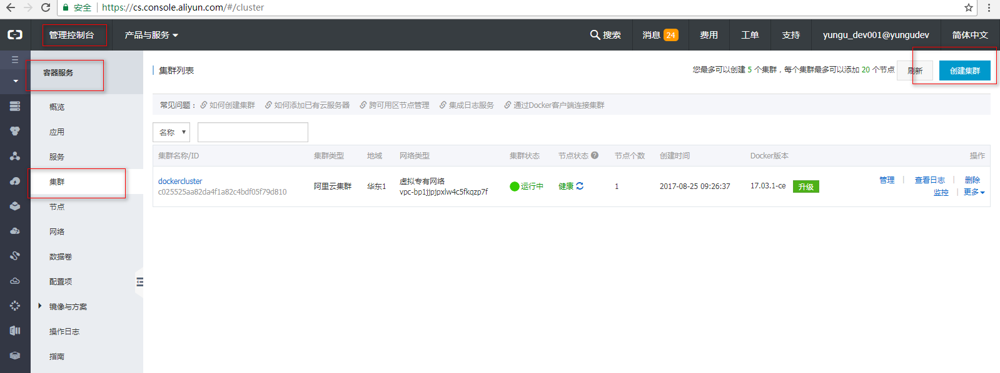 安全 https://cs.console.aliyun.com/#/cluster
管理控制台 产品与服务 搜索 消息 24 费用 工单 支持 yungu_dev001@yungudev 简体中文
容器服务
概览
应用
服务
集群
节点
网络
数据卷
配置项
镜像与方案
操作日志
指南
集群列表 您最多可以创建 5 个集群，每个集群最多可以添加 20 个节点 刷新 创建集群
常见问题： 如何创建集群 如何添加已有云服务器 跨可用区节点管理 集成日志服务 通过Docker客户端连接集群
名称
集群名称/ID 集群类型 地域 网络类型 集群状态 节点状态 节点个数 创建时间 Docker版本 操作
dockercluster
c025525aa82da4f1a82c4bdf05f79d810
阿里云集群 华东1 虚拟专有网络
vpc-bp1jjpjpxlw4c5fkqzp7f
运行中 健康 1 2017-08-25 09:26:37 17.03.1-ce 升级
管理 查看日志 删除
监控 更多